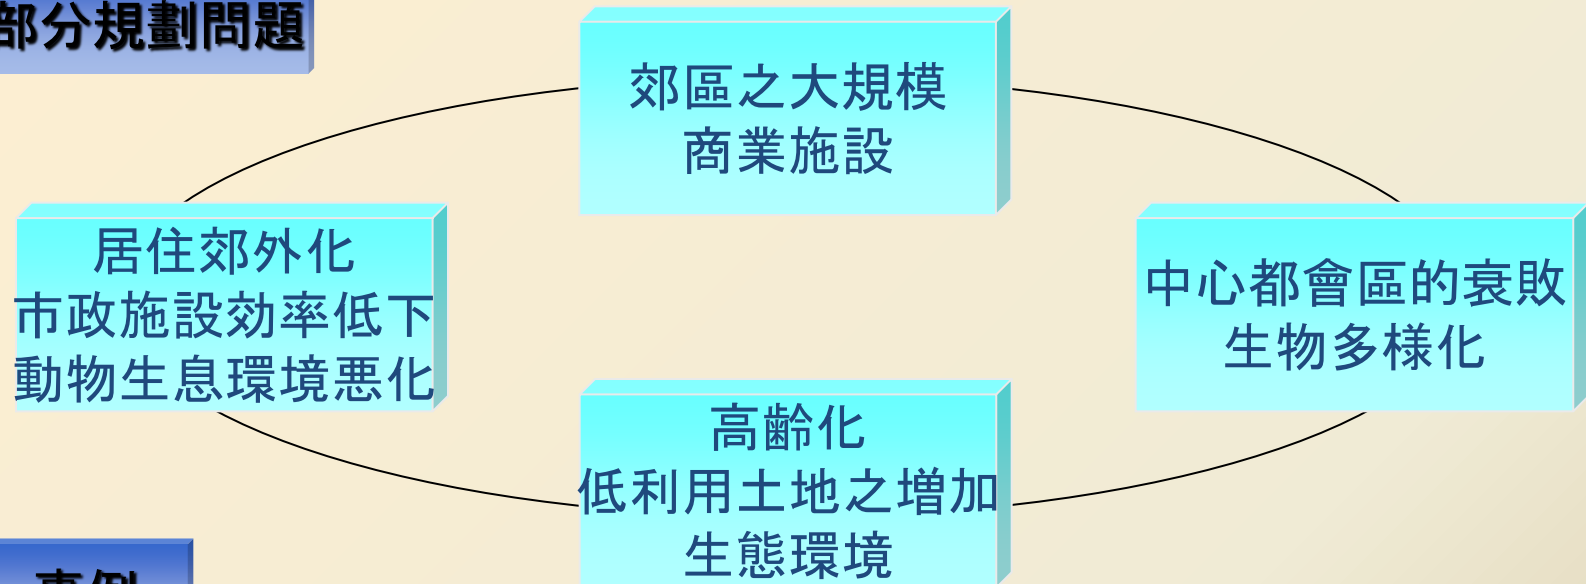 部分規劃問題
郊區之大規模
商業施設
居住郊外化
市政施設効率低下
動物生息環境悪化
中心都會區的衰敗
生物多様化
高齡化
低利用土地之增加
生態環境
事例